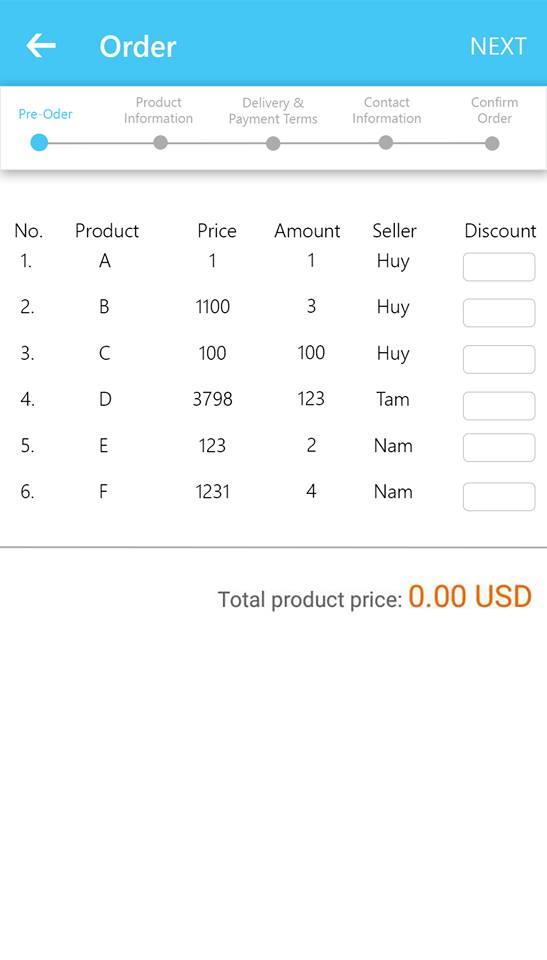 Order NEXT
Pre-Oder
Product
Information
Delivery &
Payment Terms
Contact
Information
Confirm
Order
No. Product Price Amount Seller Discount
1. A 1 1 Huy
2. B 1100 3 Huy
3. C 100 100 Huy
4. D 3798 123 Tam
5. E 123 2 Nam
6. F 1231 4 Nam
Total product price: 0.00 USD